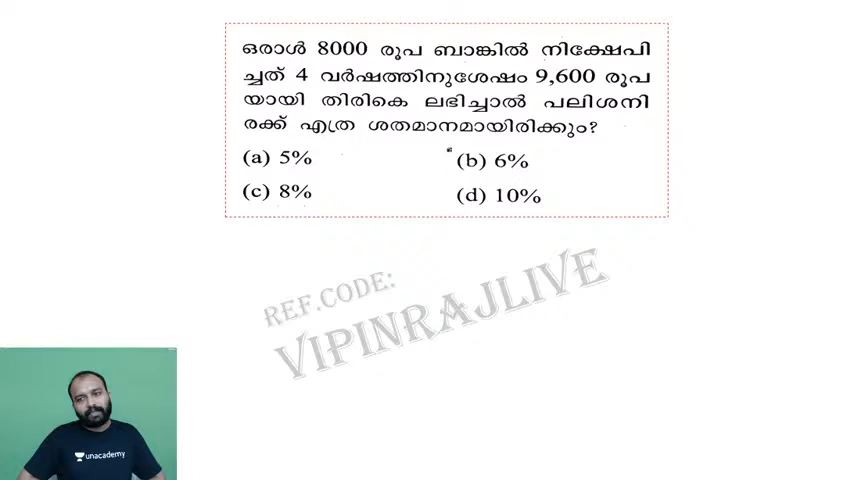 ഒരാൾ 8000 രൂപ ബാങ്കിൽ നിക്ഷേപി
ച്ചത് 4 വർഷത്തിനുശേഷം 9,600 രൂപ
യായി തിരികെ ലഭിച്ചാൽ പലിശനി
രക്ക് എത്ര ശതമാനമായിരിക്കും?
(a) 5% (b) 6%
(c) 8% (d) 10%
REF.CODE:
VIPINRAJLIVE
unacademy